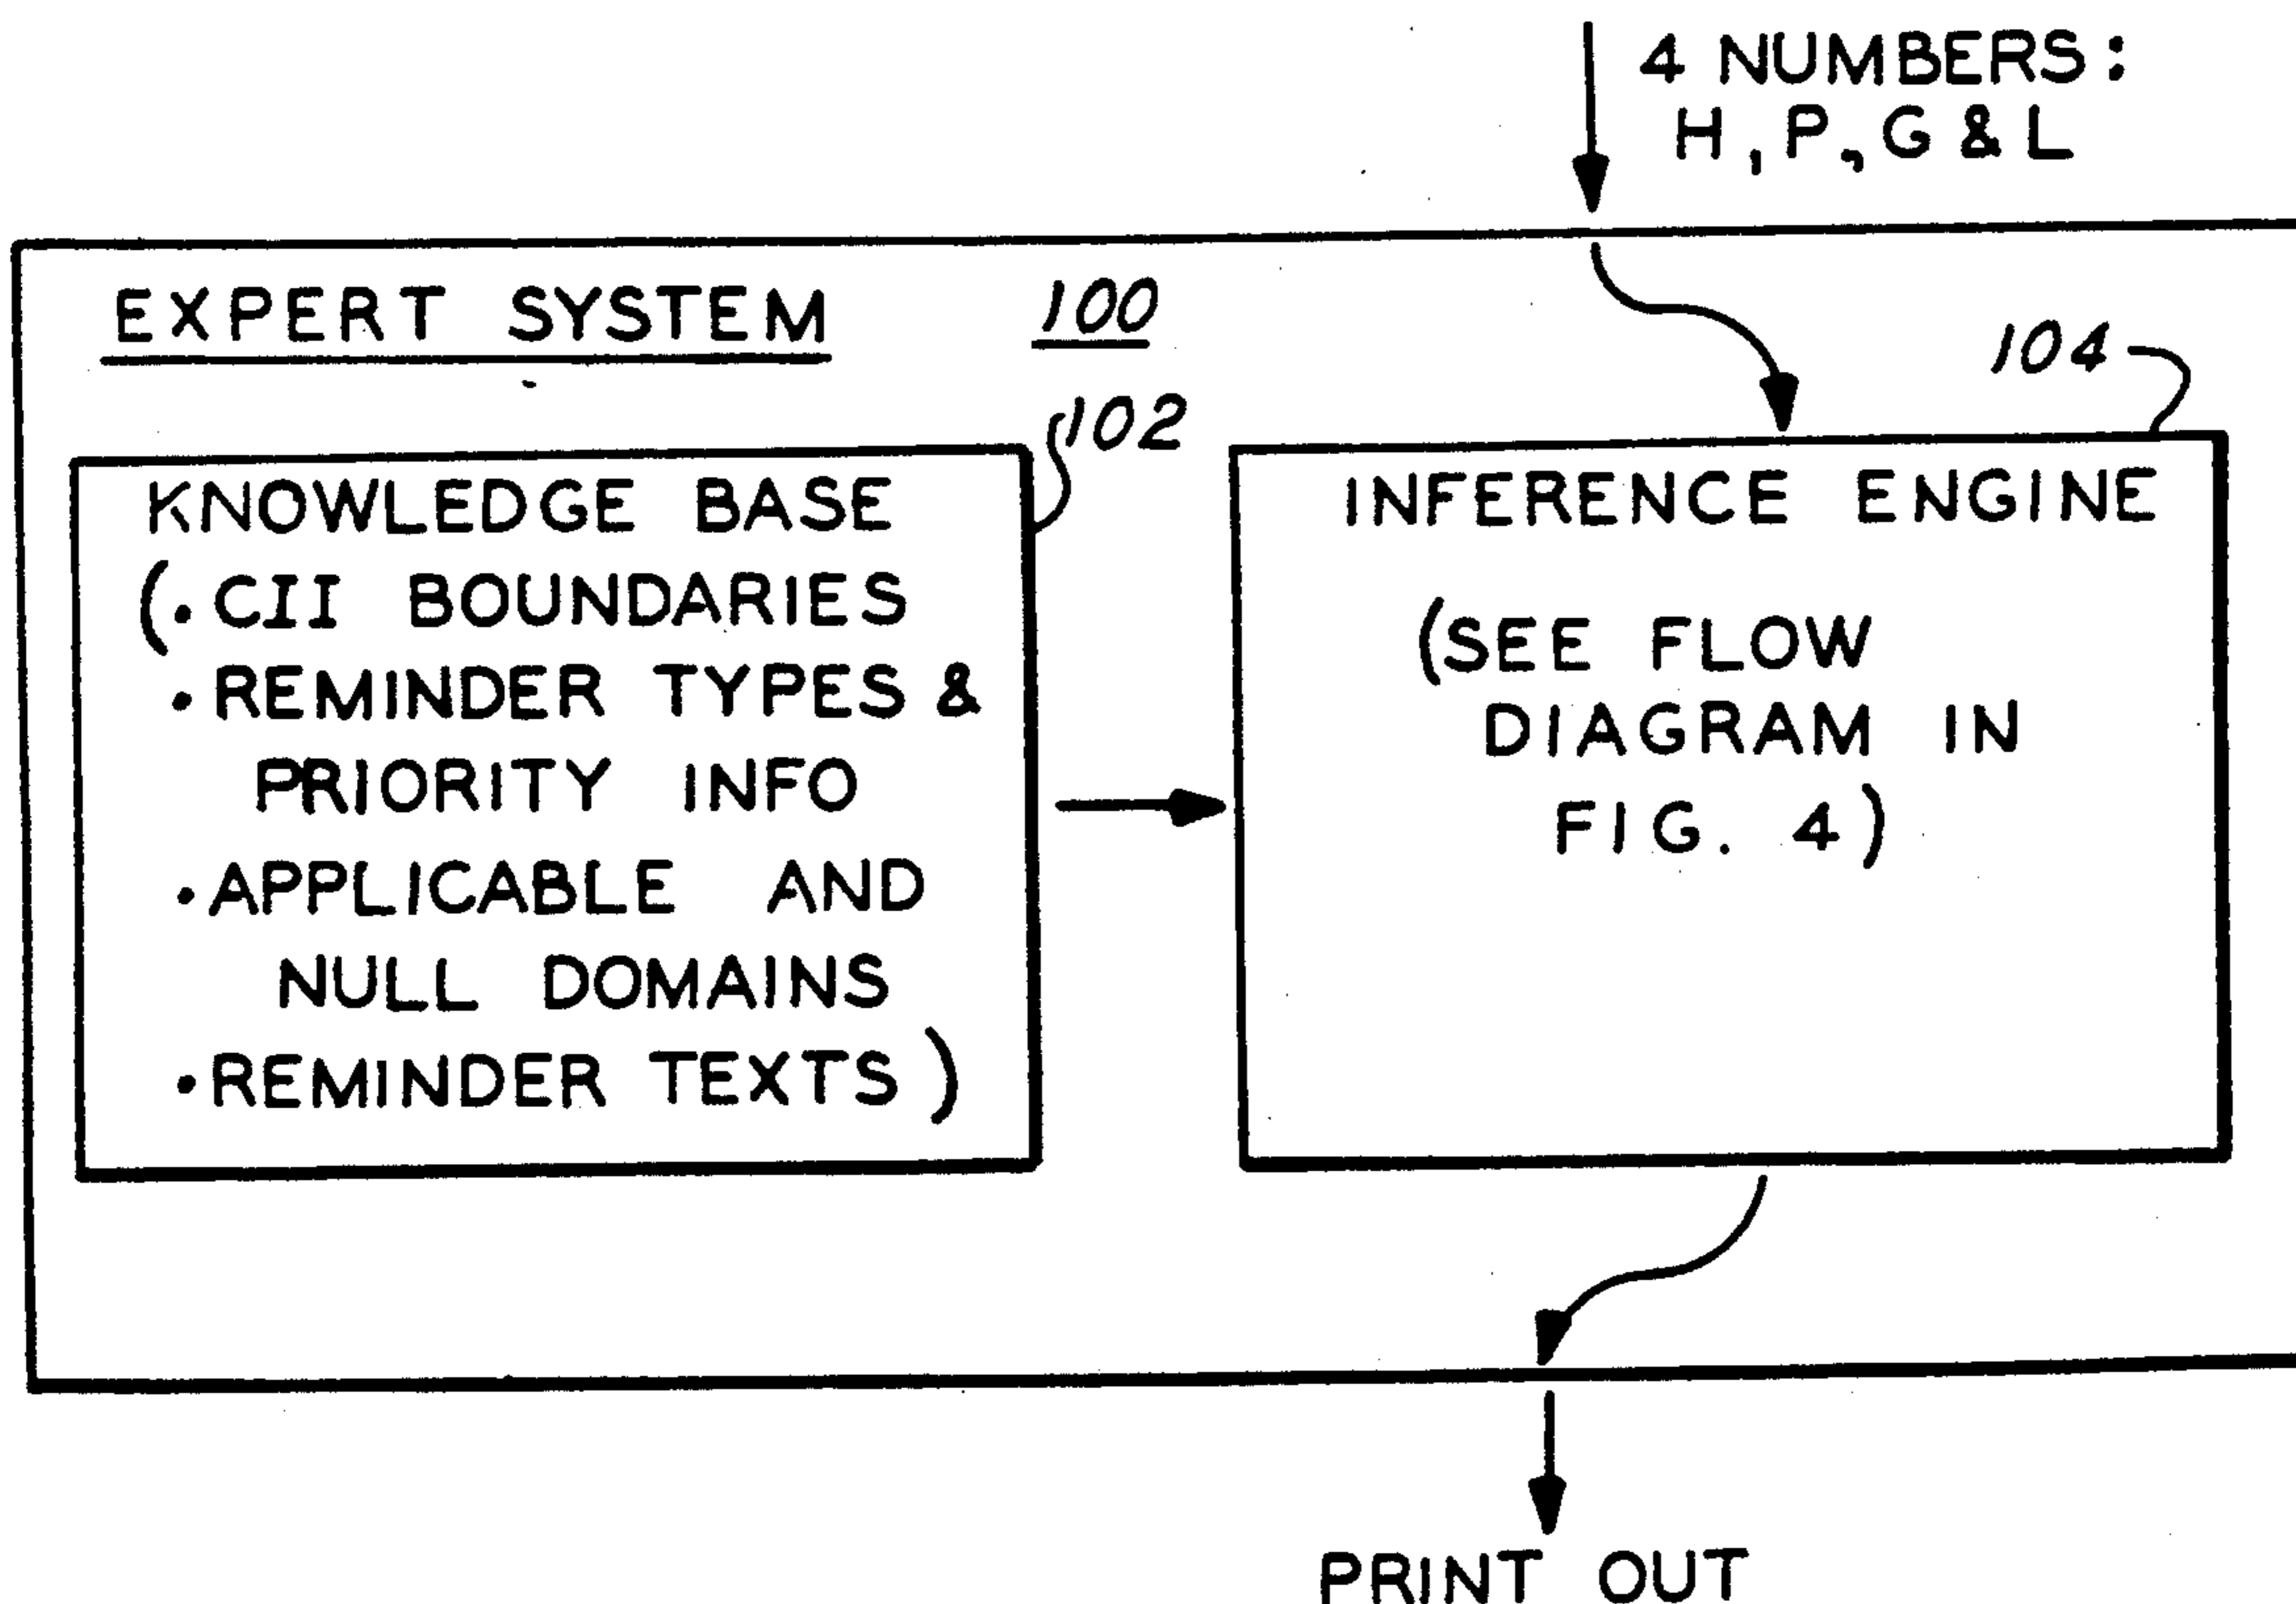 4 NUMBERS:
H, P, G & L
EXPERT SYSTEM 100
104
102
KNOWLEDGE BASE
(• CII BOUNDARIES
• REMINDER TYPES &
PRIORITY INFO
• APPLICABLE AND
NULL DOMAINS
• REMINDER TEXTS)
INFERENCE ENGINE
(SEE FLOW
DIAGRAM IN
FIG. 4)
PRINT OUT